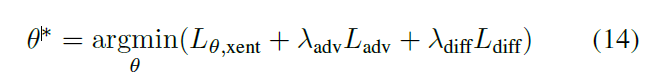 θ* = argmin(L_{θ,xent} + λ_{adv}L_{adv} + λ_{diff}L_{diff}) (14)
θ